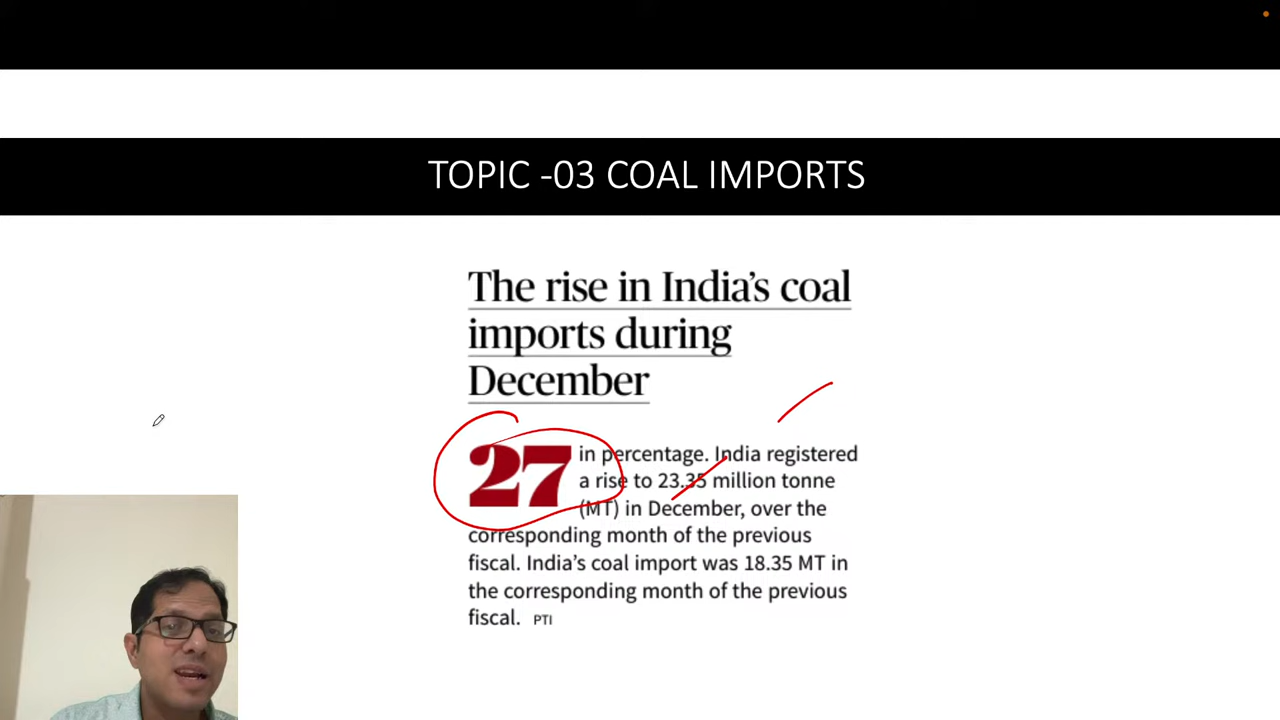 TOPIC -03 COAL IMPORTS
The rise in India’s coal
imports during
December
27 in percentage. India registered
a rise to 23.35 million tonne
(MT) in December, over the
corresponding month of the previous
fiscal. India’s coal import was 18.35 MT in
the corresponding month of the previous
fiscal. PTI